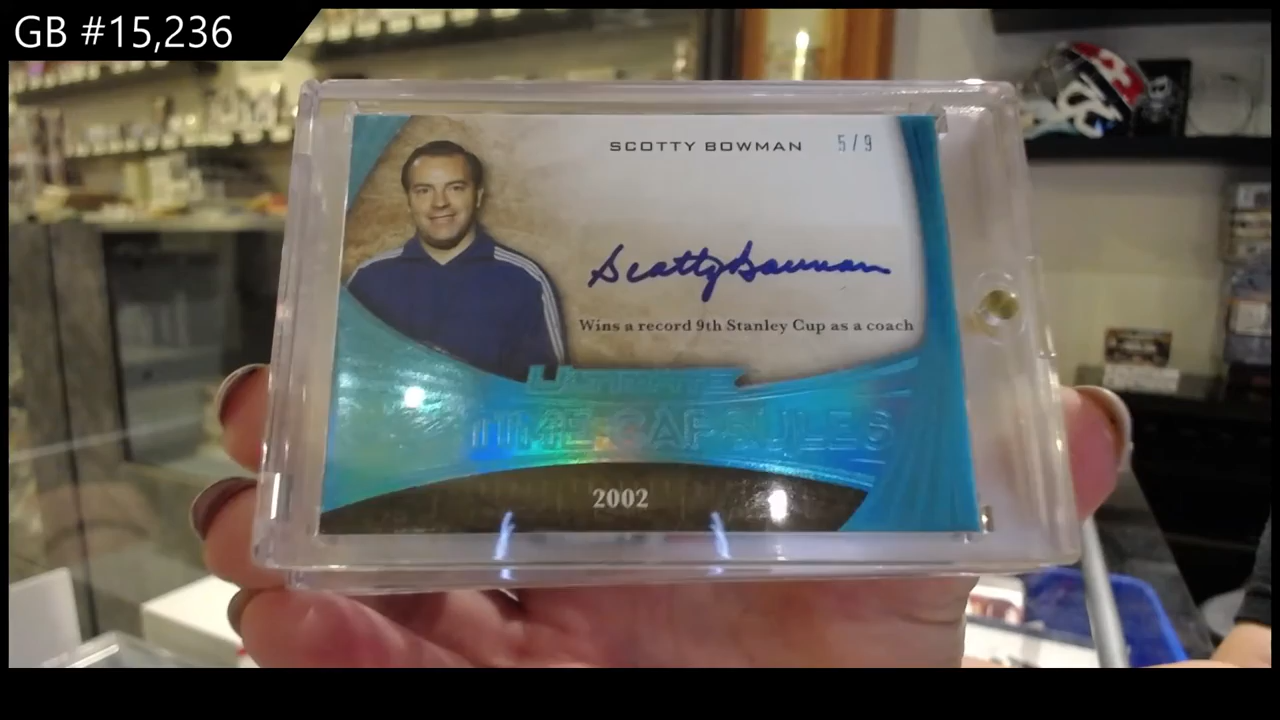 GB #15,236
SCOTTY BOWMAN 5/9
Scotty Bowman
Wins a record 9th Stanley Cup as a coach
ULTIMATE
TIME CAPSULES
2002